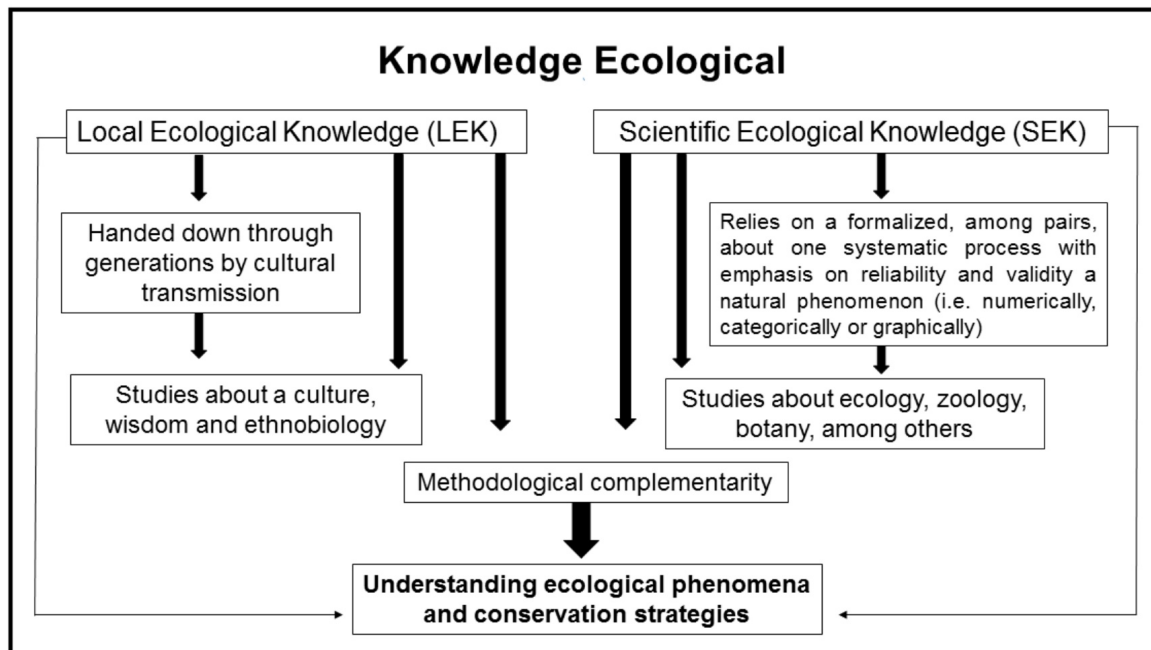 Knowledge Ecological
Local Ecological Knowledge (LEK)
Scientific Ecological Knowledge (SEK)
Handed down through
generations by cultural
transmission
Relies on a formalized, among pairs,
about one systematic process with
emphasis on reliability and validity a
natural phenomenon (i.e. numerically,
categorically or graphically)
Studies about a culture,
wisdom and ethnobiology
Studies about ecology, zoology,
botany, among others
Methodological complementarity
Understanding ecological phenomena
and conservation strategies